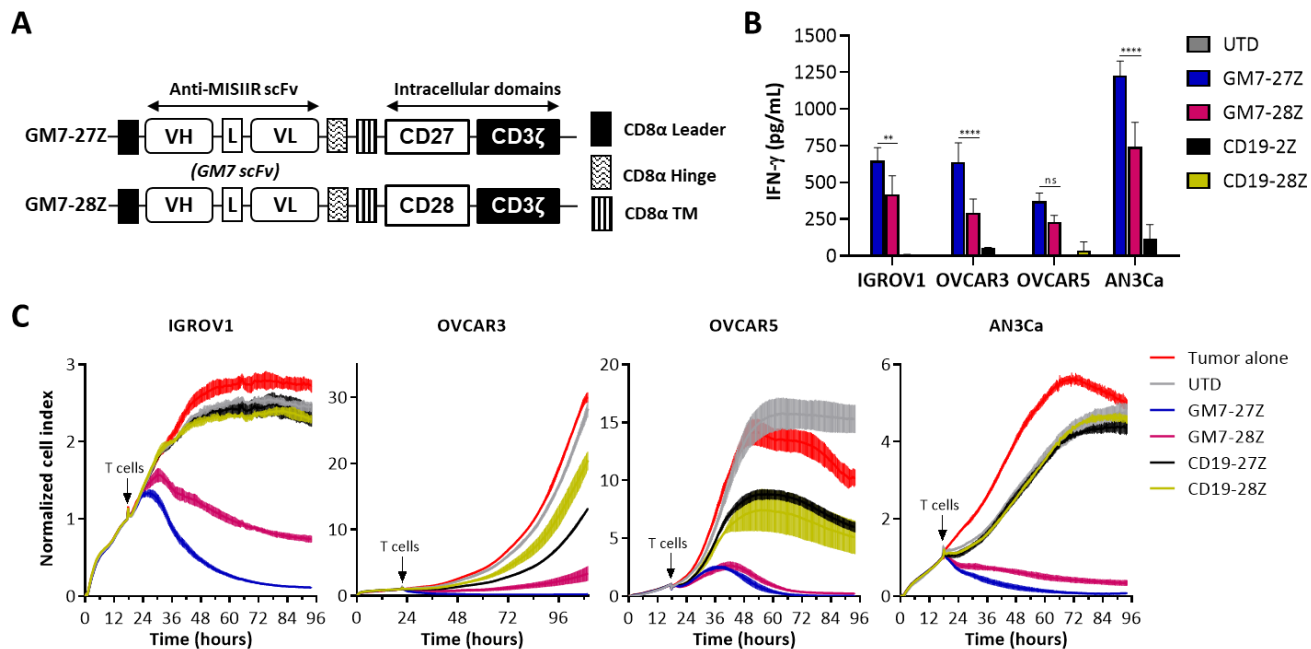 A
Anti-MISIIR scFv
Intracellular domains
GM7-27Z
VH
L
VL
CD27
CD3ζ
(GM7 scFv)
GM7-28Z
VH
L
VL
CD28
CD3ζ
CD8α Leader
CD8α Hinge
CD8α TM
B
IFN-γ (pg/mL)
1500
1250
1000
750
500
250
0
**
****
ns
****
IGROV1
OVCAR3
OVCAR5
AN3Ca
UTD
GM7-27Z
GM7-28Z
CD19-2Z
CD19-28Z
C
Normalized cell index
IGROV1
3
2
1
0
T cells
0 12 24 36 48 60 72 84 96
Time (hours)
OVCAR3
30
20
10
0
T cells
0 24 48 72 96
Time (hours)
OVCAR5
20
15
10
5
0
T cells
0 12 24 36 48 60 72 84 96
Time (hours)
AN3Ca
6
4
2
0
T cells
0 12 24 36 48 60 72 84 96
Time (hours)
Tumor alone
UTD
GM7-27Z
GM7-28Z
CD19-27Z
CD19-28Z